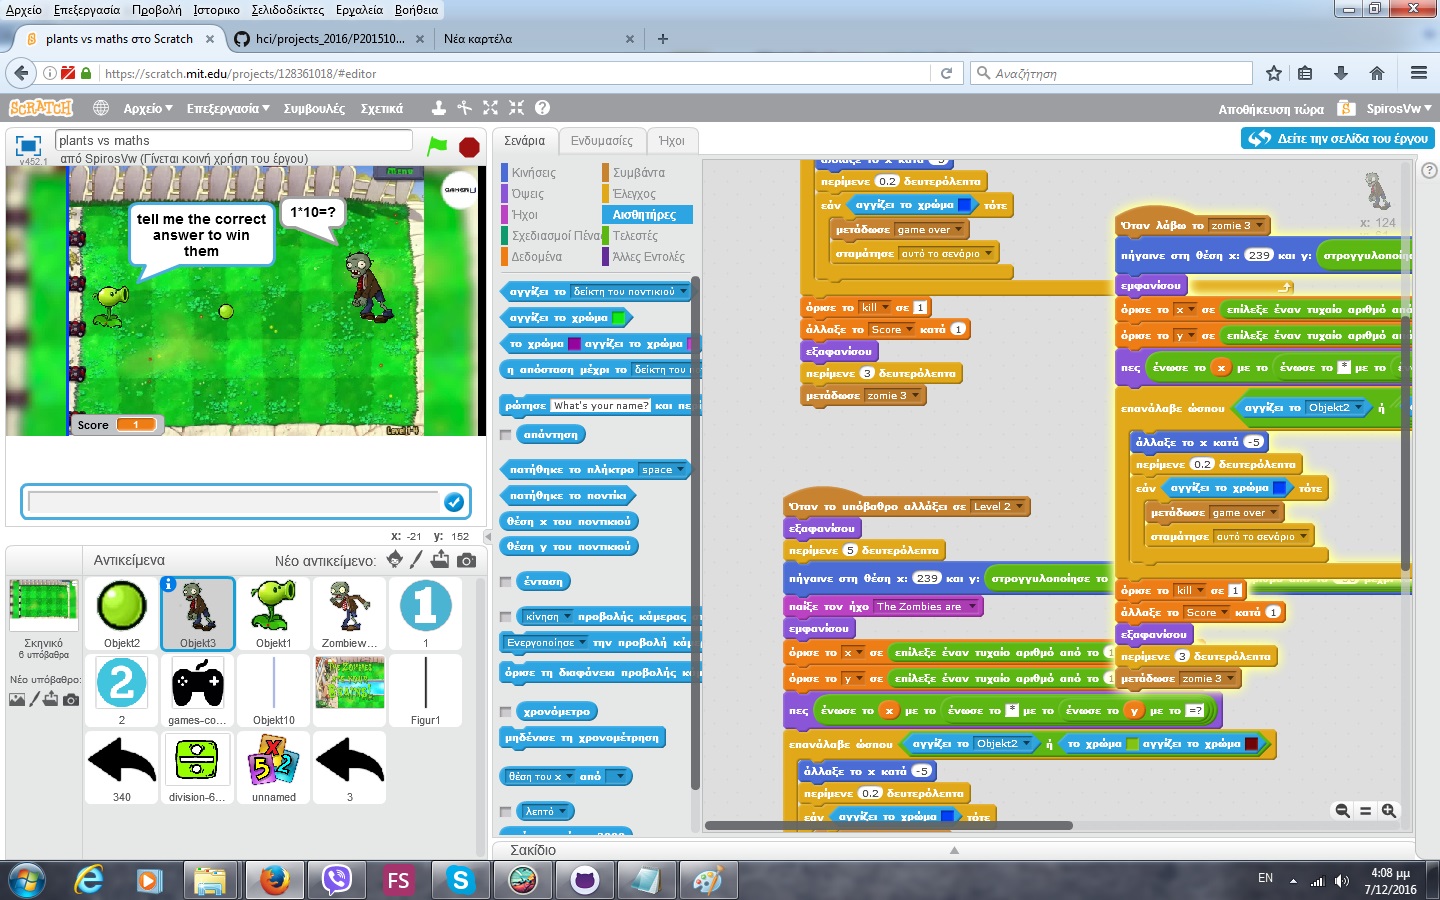 Αρχείο Επεξεργασία Προβολή Ιστορικο Σελιδοδείκτες Εργαλεία Βοήθεια
plants vs maths στο Scratch
hci/projects_2016/P201510...
Νέα καρτέλα
https://scratch.mit.edu/projects/128361018/#editor
Αναζήτηση
SCRATCH
Αρχείο Επεξεργασία Συμβουλές Σχετικά
Αποθήκευση τώρα
SpirosVw
Δείτε την σελίδα του έργου
v452.1
plants vs maths
από SpirosVw (Γίνεται κοινή χρήση του έργου)
Menu
GAMER U
tell me the correct
answer to win
them
1*10=?
Score 1
Level 1-4
x: -21 y: 152
Αντικείμενα
Νέο αντικείμενο:
Σκηνικό
6 υπόβαθρα
Νέο υπόβαθρο:
Objekt2
Objekt3
Objekt1
Zombiew...
1
2
games-co...
Objekt10
Figur1
340
division-6...
unnamed
3
Σενάρια
Ενδυμασίες
Ήχοι
Κινήσεις
Όψεις
Ήχοι
Σχεδιασμοί Πένας
Δεδομένα
Συμβάντα
Έλεγχος
Αισθητήρες
Τελεστές
Άλλες Εντολές
αγγίζει το δείκτη του ποντικιού
αγγίζει το χρώμα
το χρώμα αγγίζει το χρώμα
η απόσταση μέχρι το δείκτη του
ρώτησε What's your name? και πε
απάντηση
πατήθηκε το πλήκτρο space
πατήθηκε το ποντίκι
θέση x του ποντικιού
θέση y του ποντικιού
ένταση
κίνηση προβολής κάμερας
Ενεργοποίησε την προβολή κάμ
όρισε τη διαφάνεια προβολής κα
χρονόμετρο
μηδένισε τη χρονομέτρηση
θέση του x από
λεπτό
άλλαξε το x κατά -5
περίμενε 0.2 δευτερόλεπτα
εάν αγγίζει το χρώμα τότε
μετάδωσε game over
σταμάτησε αυτό το σενάριο
όρισε το kill σε 1
άλλαξε το Score κατά 1
εξαφανίσου
περίμενε 3 δευτερόλεπτα
μετάδωσε zomie 3
Όταν το υπόβαθρο αλλάξει σε Level 2
εξαφανίσου
περίμενε 5 δευτερόλεπτα
πήγαινε στη θέση x: 239 και y: στρογγυλοποίησε το
παίξε τον ήχο The Zombies are
εμφανίσου
όρισε το x σε επίλεξε έναν τυχαίο αριθμό από το 1
όρισε το y σε επίλεξε έναν τυχαίο αριθμό από το 1
πες ένωσε το x με το ένωσε το * με το ένωσε το y με το =?
επανάλαβε ώσπου αγγίζει το Objekt2 ή το χρώμα αγγίζει το χρώμα
άλλαξε το x κατά -5
περίμενε 0.2 δευτερόλεπτα
εάν αγγίζει το χρώμα τότε
x: 124
Όταν λάβω το zomie 3
πήγαινε στη θέση x: 239 και y: στρογγυλοποίη
εμφανίσου
όρισε το x σε επίλεξε έναν τυχαίο αριθμό από
όρισε το y σε επίλεξε έναν τυχαίο αριθμό από
πες ένωσε το x με το ένωσε το * με το
επανάλαβε ώσπου αγγίζει το Objekt2 ή
άλλαξε το x κατά -5
περίμενε 0.2 δευτερόλεπτα
εάν αγγίζει το χρώμα τότε
μετάδωσε game over
σταμάτησε αυτό το σενάριο
όρισε το kill σε 1
άλλαξε το Score κατά 1
εξαφανίσου
περίμενε 3 δευτερόλεπτα
μετάδωσε zomie 3
Σακίδιο
FS
EN
4:08 μμ
7/12/2016